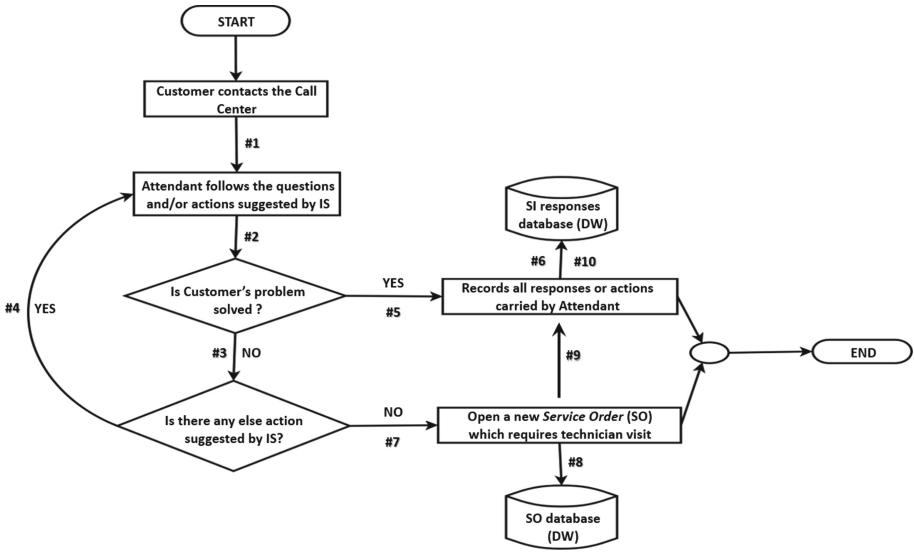 START
Customer contacts the Call
Center
#1
Attendant follows the questions
and/or actions suggested by IS
#2
SI responses
database (DW)
#6 #10
Is Customer's problem
solved ?
YES
#5
Records all responses or actions
carried by Attendant
#4 YES
#3 NO
#9
END
Is there any else action
suggested by IS?
NO
#7
Open a new Service Order (SO)
which requires technician visit
#8
SO database
(DW)